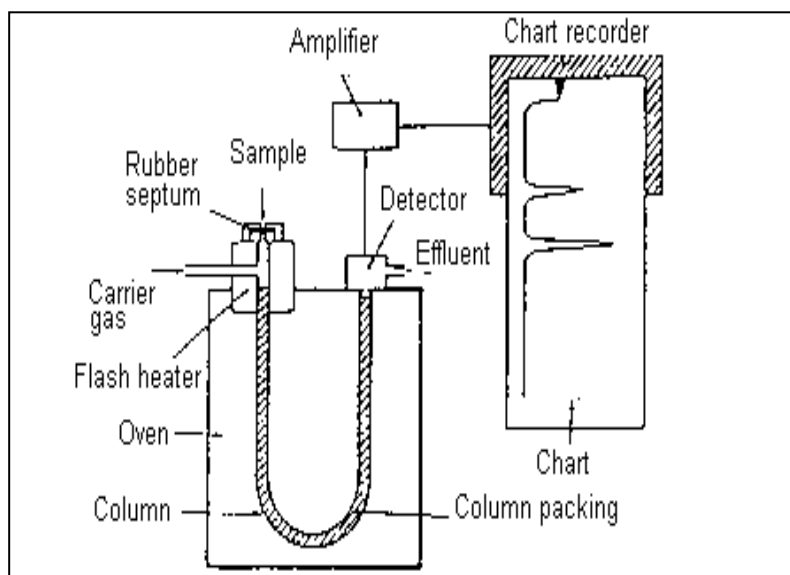 Chart recorder
Amplifier
Sample
Rubber
septum
Detector
Effluent
Carrier
gas
Flash heater
Oven
Chart
Column
Column packing